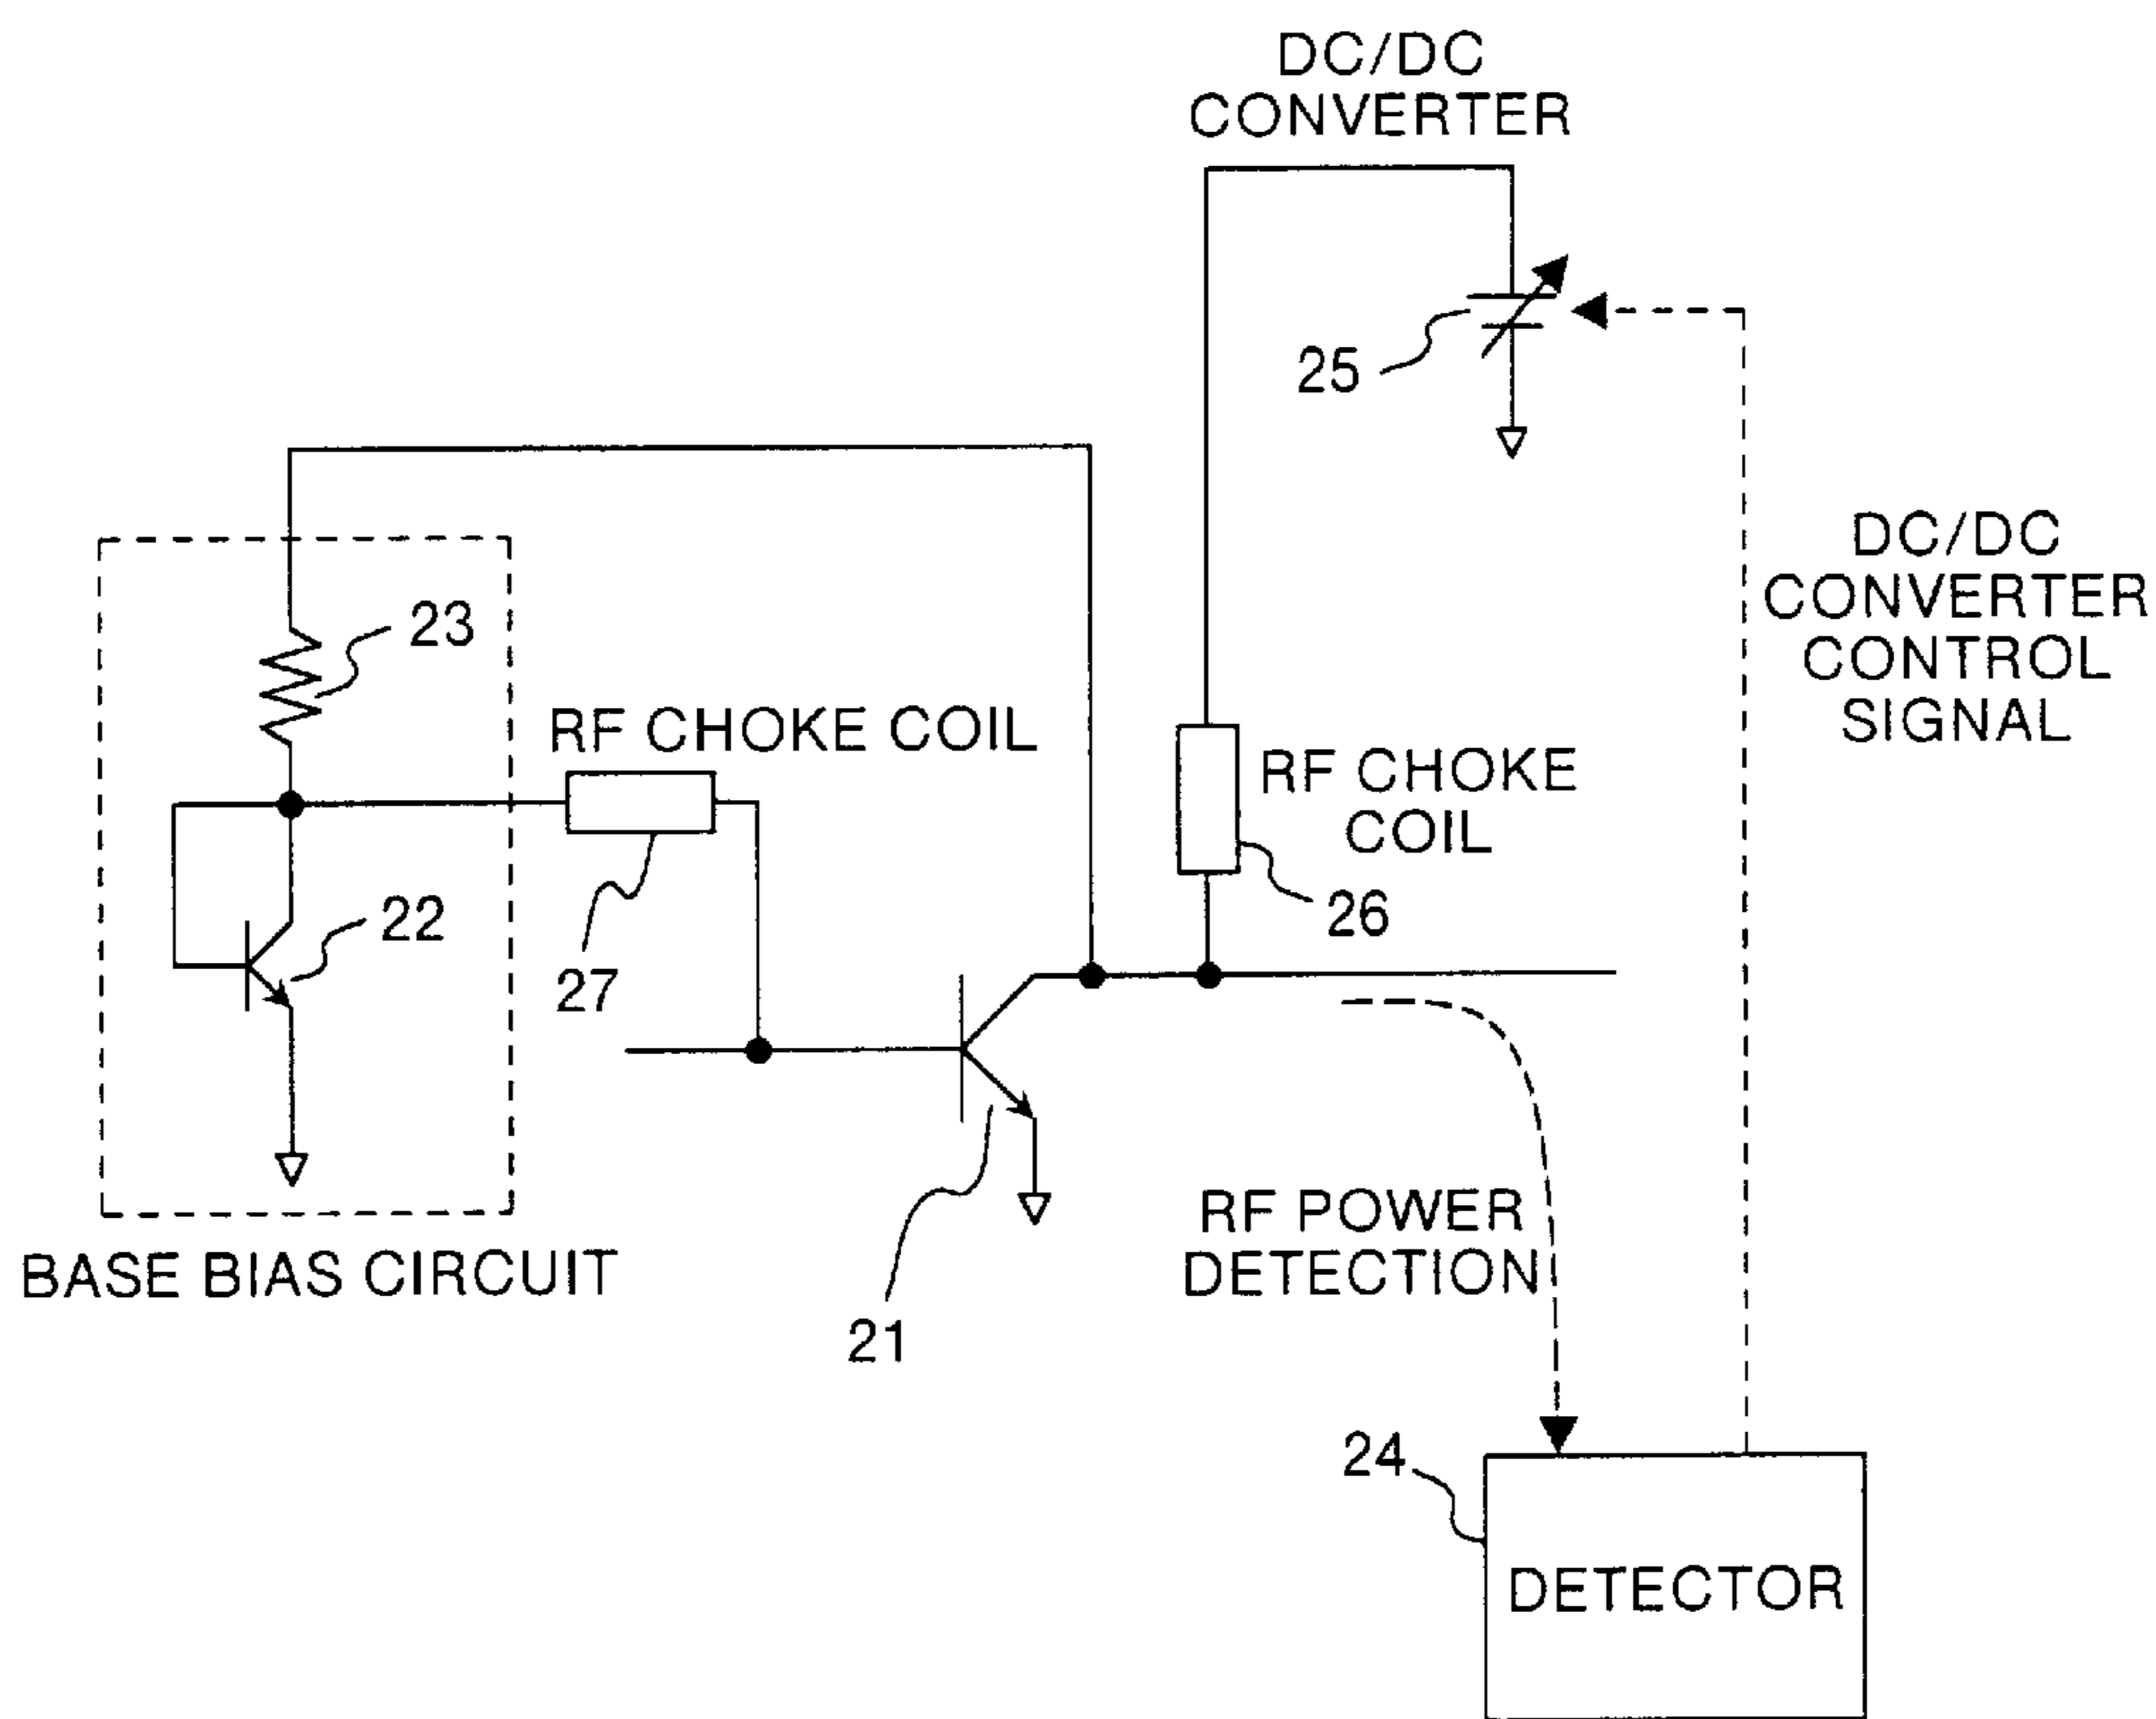 DC/DC
CONVERTER
25
DC/DC
CONVERTER
CONTROL
SIGNAL
23
RF CHOKE COIL
RF CHOKE
COIL
22
26
27
RF POWER
DETECTION
BASE BIAS CIRCUIT
21
24
DETECTOR